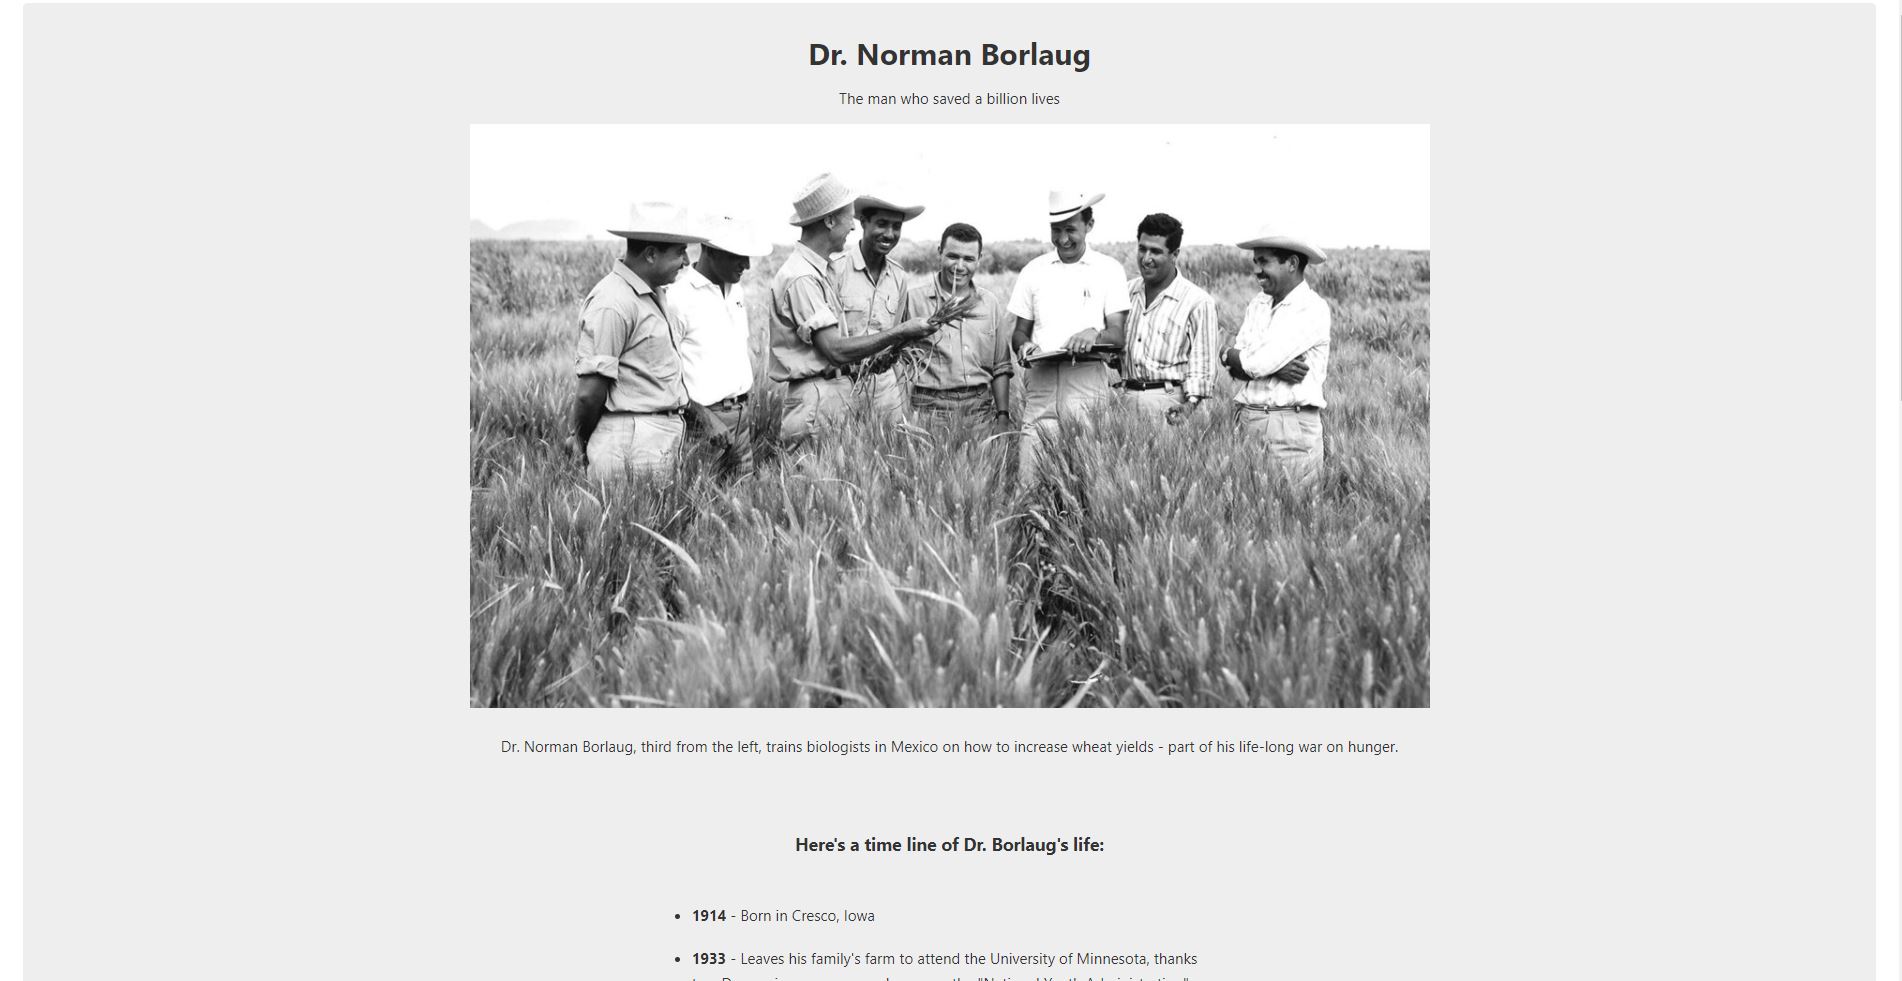 Dr. Norman Borlaug
The man who saved a billion lives
Dr. Norman Borlaug, third from the left, trains biologists in Mexico on how to increase wheat yields - part of his life-long war on hunger.
Here's a time line of Dr. Borlaug's life:
1914 - Born in Cresco, Iowa
1933 - Leaves his family's farm to attend the University of Minnesota, thanks